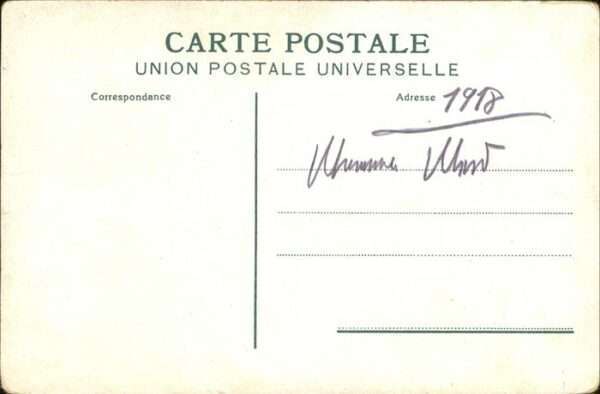 CARTE POSTALE
UNION POSTALE UNIVERSELLE
Correspondance
Adresse 1918